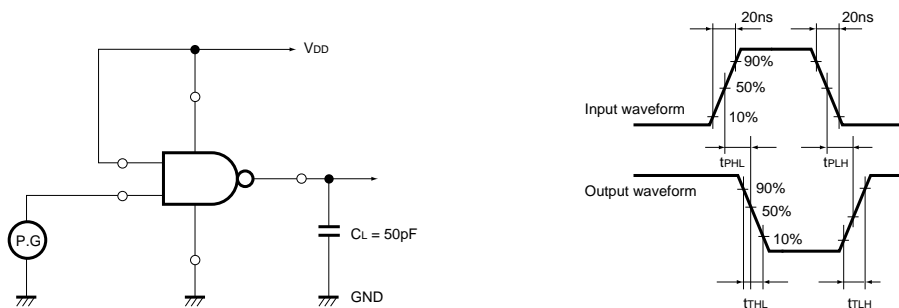 VDD
P.G
CL = 50pF
GND
20ns
20ns
90%
50%
10%
Input waveform
tPHL
tPLH
Output waveform
90%
50%
10%
tTHL
tTLH